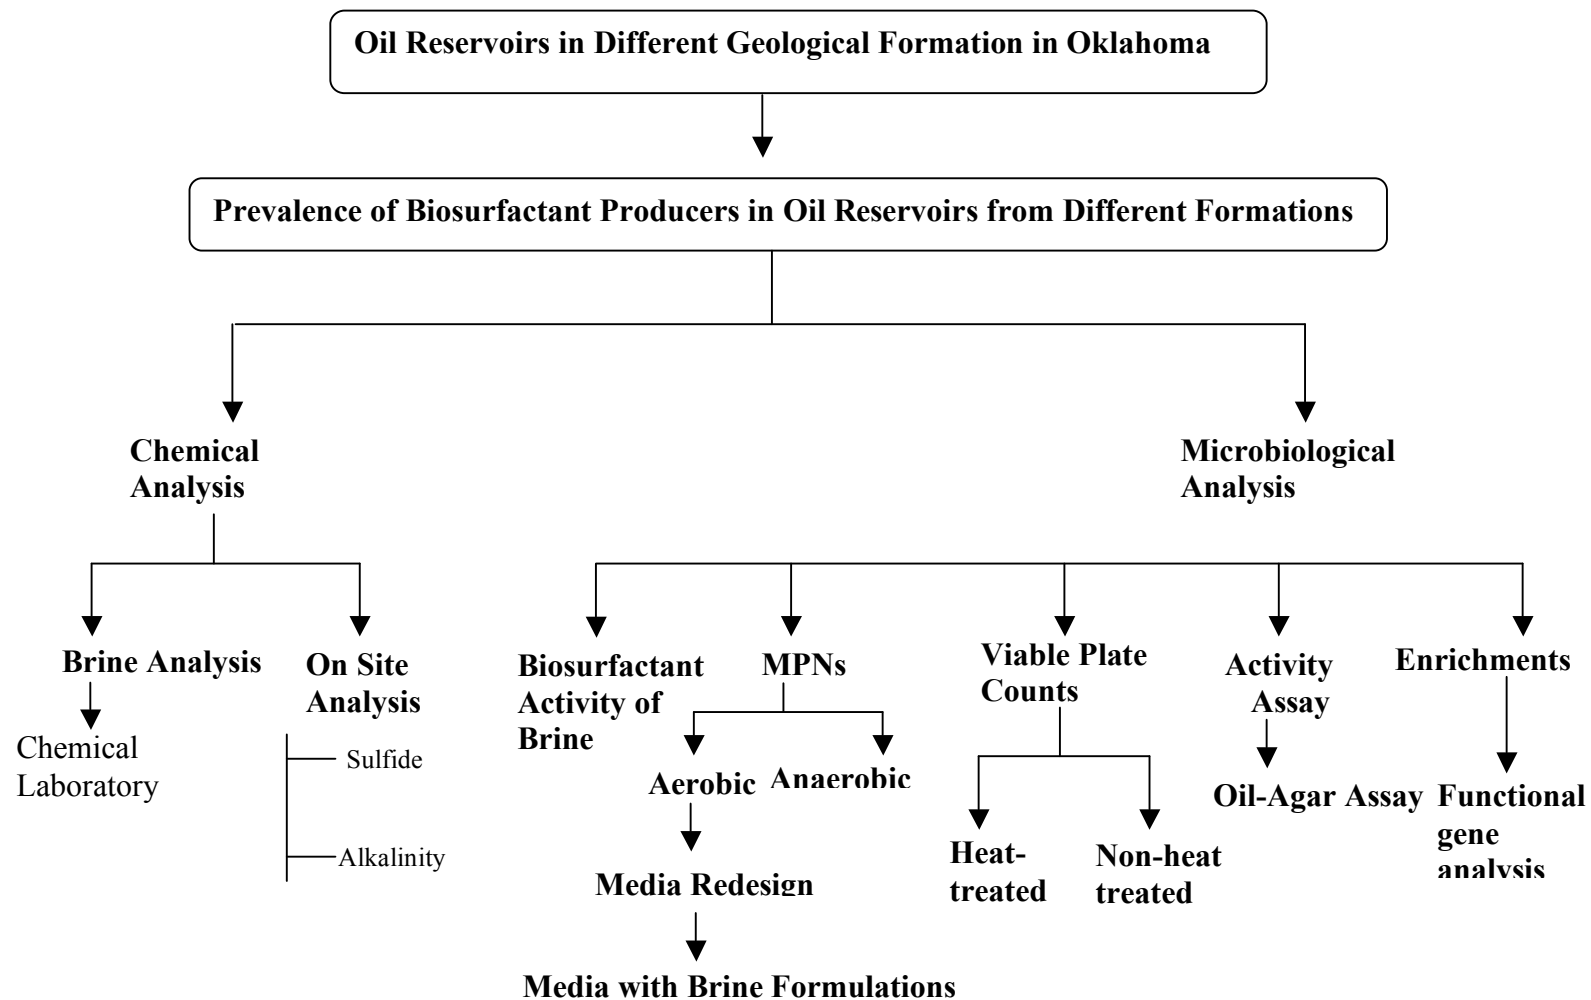 Oil Reservoirs in Different Geological Formation in Oklahoma
Prevalence of Biosurfactant Producers in Oil Reservoirs from Different Formations
Chemical
Analysis
Microbiological
Analysis
Brine Analysis
Chemical
Laboratory
On Site
Analysis
Sulfide
Alkalinity
Biosurfactant
Activity of
Brine
MPNs
Aerobic
Anaerobic
Media Redesign
Media with Brine Formulations
Viable Plate
Counts
Heat-
treated
Non-heat
treated
Activity
Assay
Oil-Agar Assay
Enrichments
Functional
gene
analysis